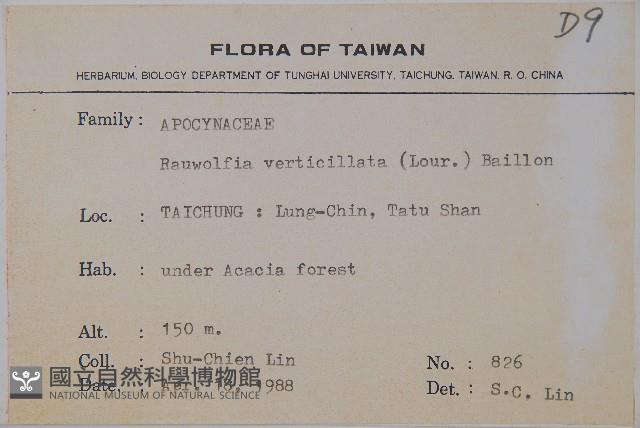 D9
FLORA OF TAIWAN
HERBARIUM, BIOLOGY DEPARTMENT OF TUNGHAI UNIVERSITY, TAICHUNG, TAIWAN, R. O. CHINA
Family : APOCYNACEAE
Rauwolfia verticillata (Lour.) Baillon
Loc. : TAICHUNG : Lung-Chin, Tatu Shan
Hab. : under Acacia forest
Alt. : 150 m.
Coll. : Shu-Chien Lin No. : 826
Date 1988 Det. : S.C. Lin
國立自然科學博物館
NATIONAL MUSEUM OF NATURAL SCIENCE